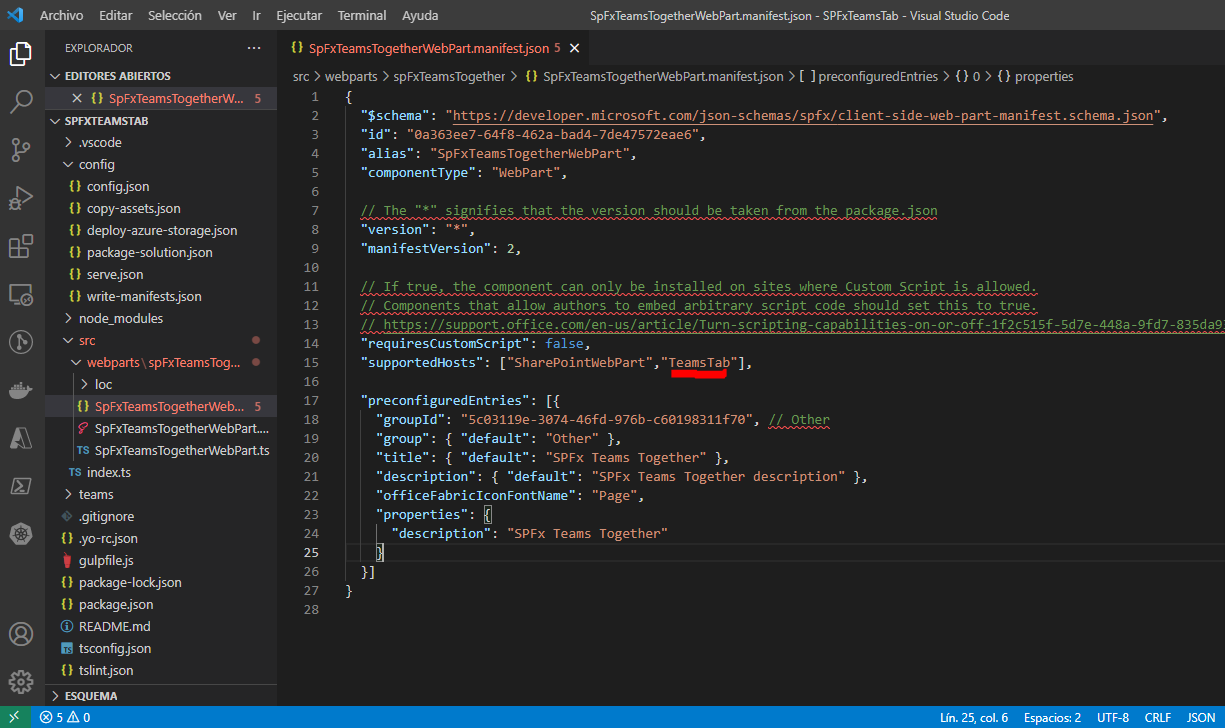 Archivo Editar Selección Ver Ir Ejecutar Terminal Ayuda
SpFxTeamsTogetherWebPart.manifest.json - SPFxTeamsTab - Visual Studio Code
EXPLORADOR ···
EDITORES ABIERTOS
{} SpFxTeamsTogetherW... 5
SPFXTEAMSTAB
.vscode
config
{} config.json
{} copy-assets.json
{} deploy-azure-storage.json
{} package-solution.json
{} serve.json
{} write-manifests.json
node_modules
src
webparts\spFxTeamsTog...
loc
{} SpFxTeamsTogetherWeb... 5
SpFxTeamsTogetherWebPart....
TS SpFxTeamsTogetherWebPart.ts
TS index.ts
teams
.gitignore
{} .yo-rc.json
gulpfile.js
{} package-lock.json
{} package.json
README.md
tsconfig.json
{} tslint.json
ESQUEMA
{} SpFxTeamsTogetherWebPart.manifest.json 5
src > webparts > spFxTeamsTogether > {} SpFxTeamsTogetherWebPart.manifest.json > [ ] preconfiguredEntries > {} 0 > {} properties
1 {
2 "$schema": "https://developer.microsoft.com/json-schemas/spfx/client-side-web-part-manifest.schema.json",
3 "id": "0a363ee7-64f8-462a-bad4-7de47572eae6",
4 "alias": "SpFxTeamsTogetherWebPart",
5 "componentType": "WebPart",
6
7 // The "*" signifies that the version should be taken from the package.json
8 "version": "*",
9 "manifestVersion": 2,
10
11 // If true, the component can only be installed on sites where Custom Script is allowed.
12 // Components that allow authors to embed arbitrary script code should set this to true.
13 // https://support.office.com/en-us/article/Turn-scripting-capabilities-on-or-off-1f2c515f-5d7e-448a-9fd7-835da93
14 "requiresCustomScript": false,
15 "supportedHosts": ["SharePointWebPart","TeamsTab"],
16
17 "preconfiguredEntries": [{
18 "groupId": "5c03119e-3074-46fd-976b-c60198311f70", // Other
19 "group": { "default": "Other" },
20 "title": { "default": "SPFx Teams Together" },
21 "description": { "default": "SPFx Teams Together description" },
22 "officeFabricIconFontName": "Page",
23 "properties": {
24 "description": "SPFx Teams Together"
25 }
26 }]
27 }
28
5 0 Lín. 25, col. 6 Espacios: 2 UTF-8 CRLF JSON